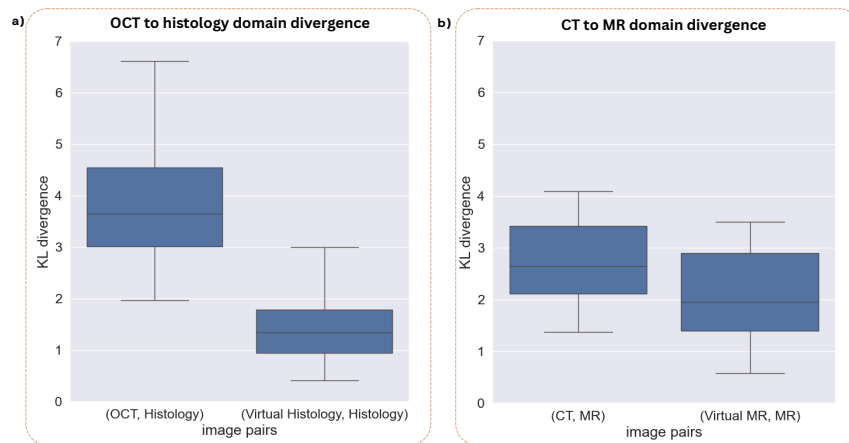 a)
OCT to histology domain divergence
7
6
5
4
3
2
1
0
KL divergence
(OCT, Histology)
(Virtual Histology, Histology)
image pairs
b)
CT to MR domain divergence
7
6
5
4
3
2
1
0
KL divergence
(CT, MR)
(Virtual MR, MR)
image pairs